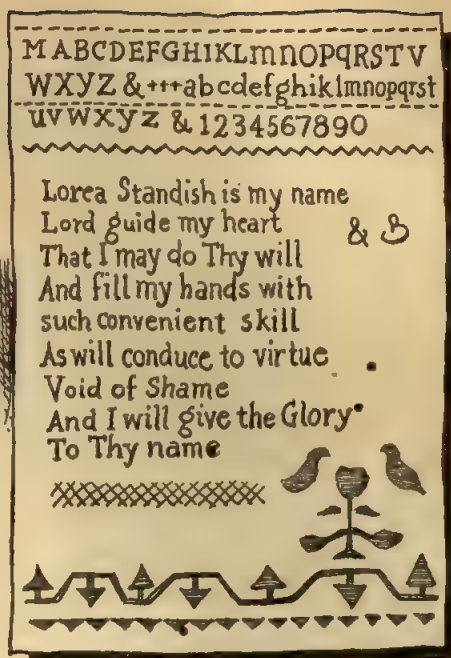 MABCDEFGHIKLmnOPqRSTV
WXYZ &+++abcdefghiklmnopqrst
uvwxyz & 1234567890
Lorea Standish is my name
Lord guide my heart
& B
That I may do Thy will
And fill my hands with
such convenient skill
As will conduce to virtue
Void of Shame
And I will give the Glory
To Thy name